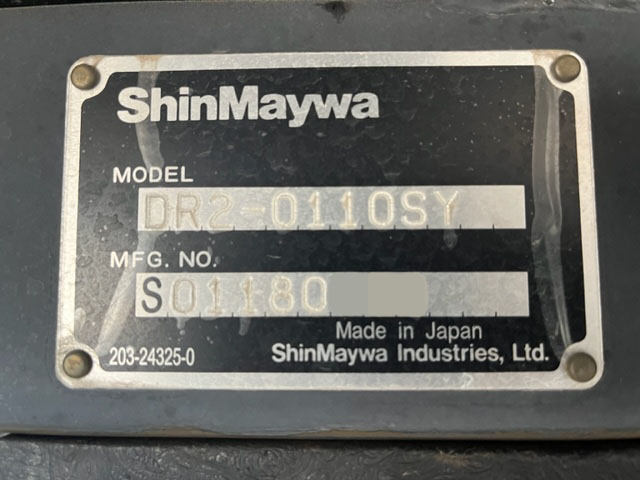 ShinMaywa
MODEL
DR2-0110SY
MFG. NO.
S01180
Made in Japan
203-24325-0 ShinMaywa Industries, Ltd.